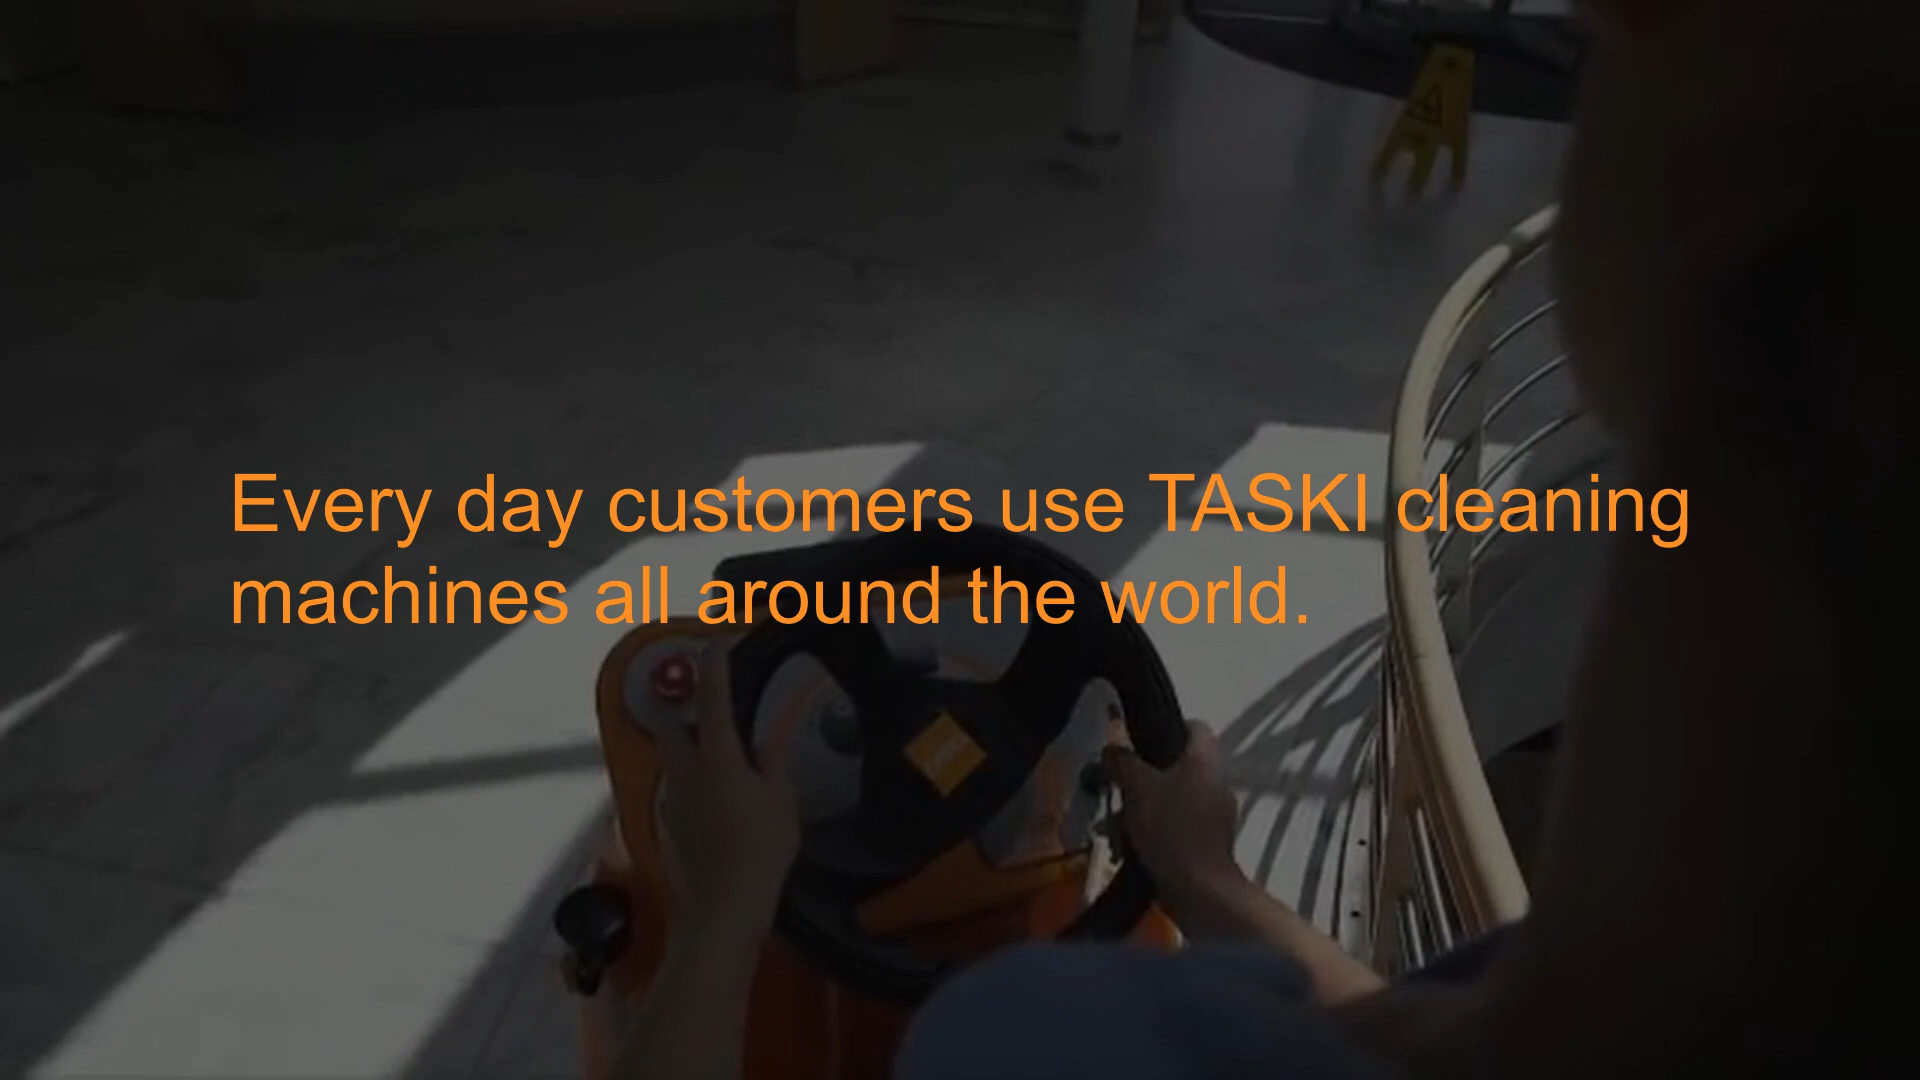 Every day customers use TASKI cleaning
machines all around the world.